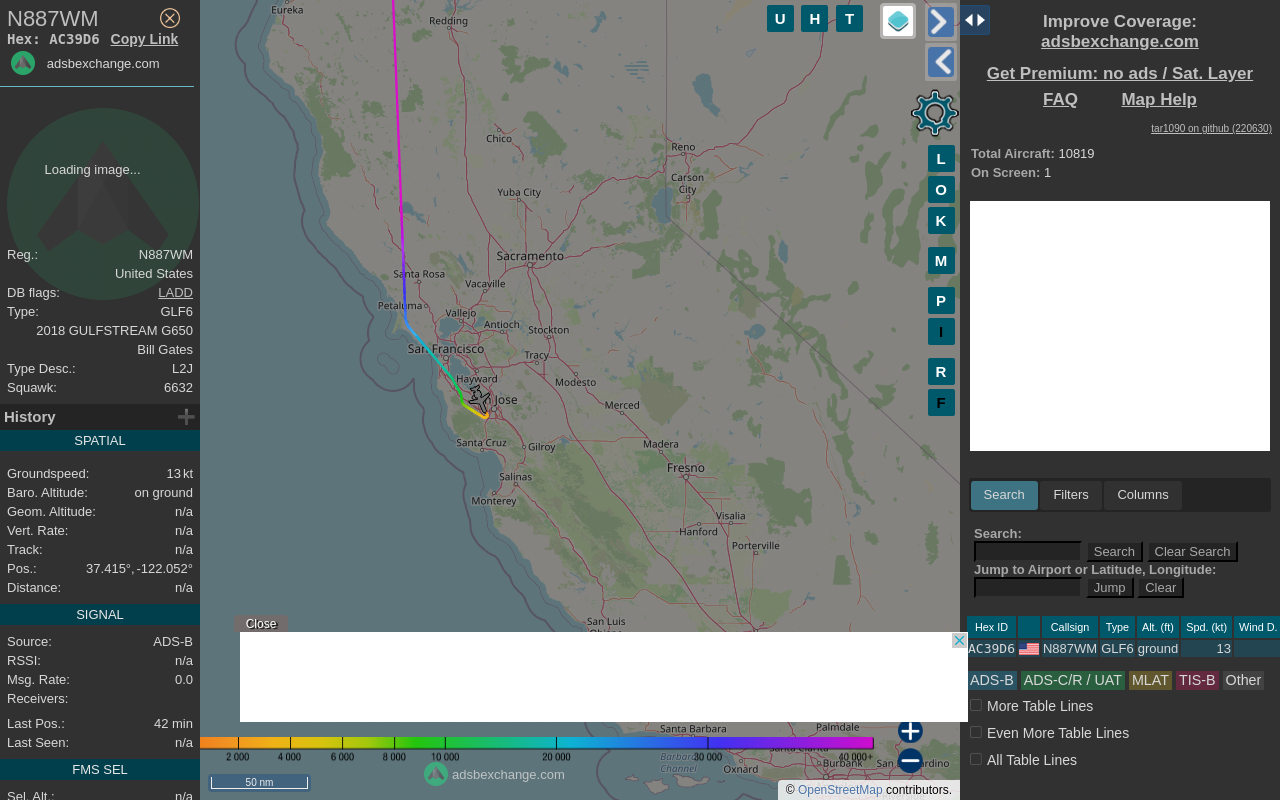 N887WM
Hex: AC39D6 Copy Link
adsbexchange.com
Loading image...
Reg.: N887WM
United States
DB flags: LADD
Type: GLF6
2018 GULFSTREAM G650
Bill Gates
Type Desc.: L2J
Squawk: 6632
History
SPATIAL
Groundspeed: 13 kt
Baro. Altitude: on ground
Geom. Altitude: n/a
Vert. Rate: n/a
Track: n/a
Pos.: 37.415°, -122.052°
Distance: n/a
SIGNAL
Source: ADS-B
RSSI: n/a
Msg. Rate: 0.0
Receivers:
Last Pos.: 42 min
Last Seen: n/a
FMS SEL
Sel. Alt.: n/a
Eureka
Redding
Chico
Reno
Carson
City
Yuba City
Sacramento
Santa Rosa
Vacaville
Petaluma
Vallejo
Antioch
Stockton
San Francisco
Tracy
Hayward
Modesto
Jose
Merced
Santa Cruz
Gilroy
Madera
Fresno
Salinas
Monterey
Visalia
Hanford
Porterville
San Luis
Santa Barbara
Palmdale
Santa Clarita
Oxnard
Burbank
Channel
U H T
L
O
K
M
P
I
R
F
Close
2 000 4 000 6 000 8 000 10 000 20 000 30 000 40 000+
50 nm
adsbexchange.com
© OpenStreetMap contributors.
Improve Coverage:
adsbexchange.com
Get Premium: no ads / Sat. Layer
FAQ Map Help
tar1090 on github (220630)
Total Aircraft: 10819
On Screen: 1
Search Filters Columns
Search:
Search Clear Search
Jump to Airport or Latitude, Longitude:
Jump Clear
Hex ID Callsign Type Alt. (ft) Spd. (kt) Wind D.
AC39D6 N887WM GLF6 ground 13
ADS-B ADS-C/R / UAT MLAT TIS-B Other
More Table Lines
Even More Table Lines
All Table Lines